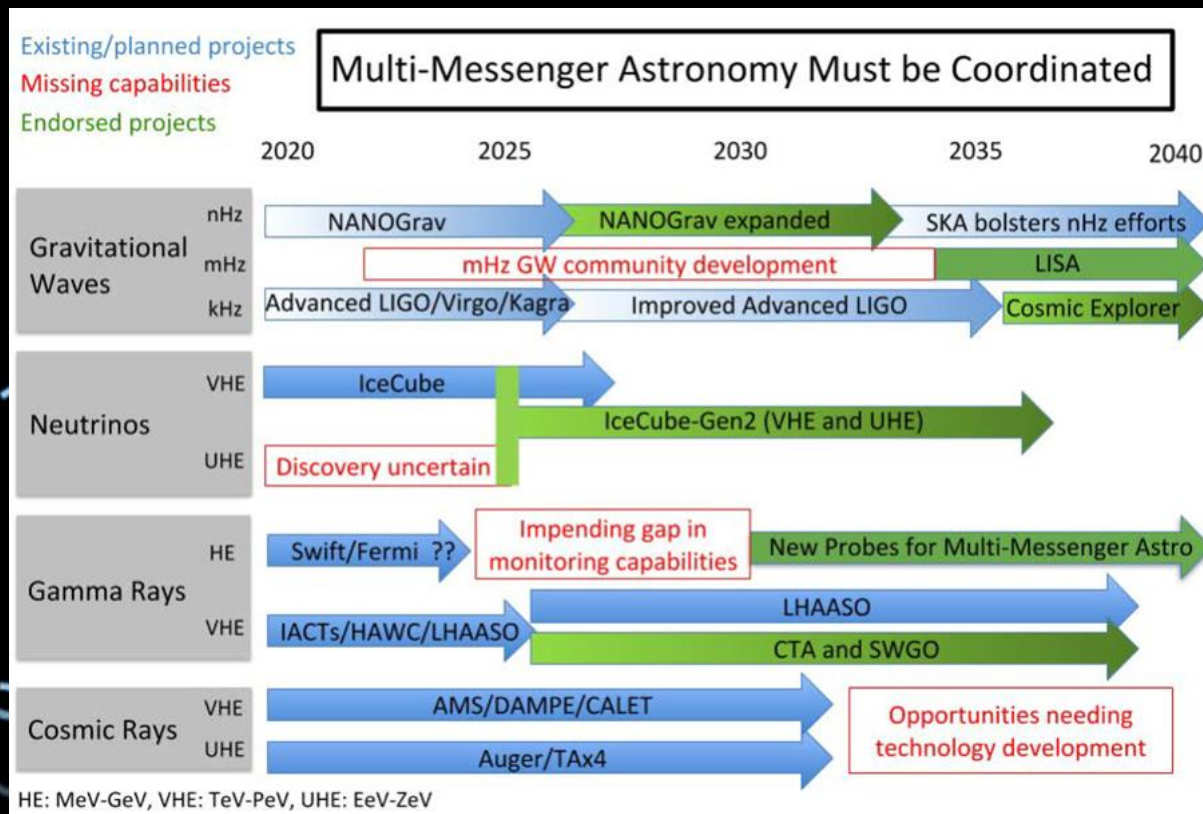 Existing/planned projects
Missing capabilities
Endorsed projects
Multi-Messenger Astronomy Must be Coordinated
2020 2025 2030 2035 2040
Gravitational
Waves
nHz
mHz
kHz
NANOGrav
NANOGrav expanded
SKA bolsters nHz efforts
mHz GW community development
LISA
Advanced LIGO/Virgo/Kagra
Improved Advanced LIGO
Cosmic Explorer
Neutrinos
VHE
UHE
IceCube
IceCube-Gen2 (VHE and UHE)
Discovery uncertain
Gamma Rays
HE
VHE
Swift/Fermi ??
Impending gap in
monitoring capabilities
New Probes for Multi-Messenger Astro
LHAASO
IACTs/HAWC/LHAASO
CTA and SWGO
Cosmic Rays
VHE
UHE
AMS/DAMPE/CALET
Auger/TAx4
Opportunities needing
technology development
HE: MeV-GeV, VHE: TeV-PeV, UHE: EeV-ZeV